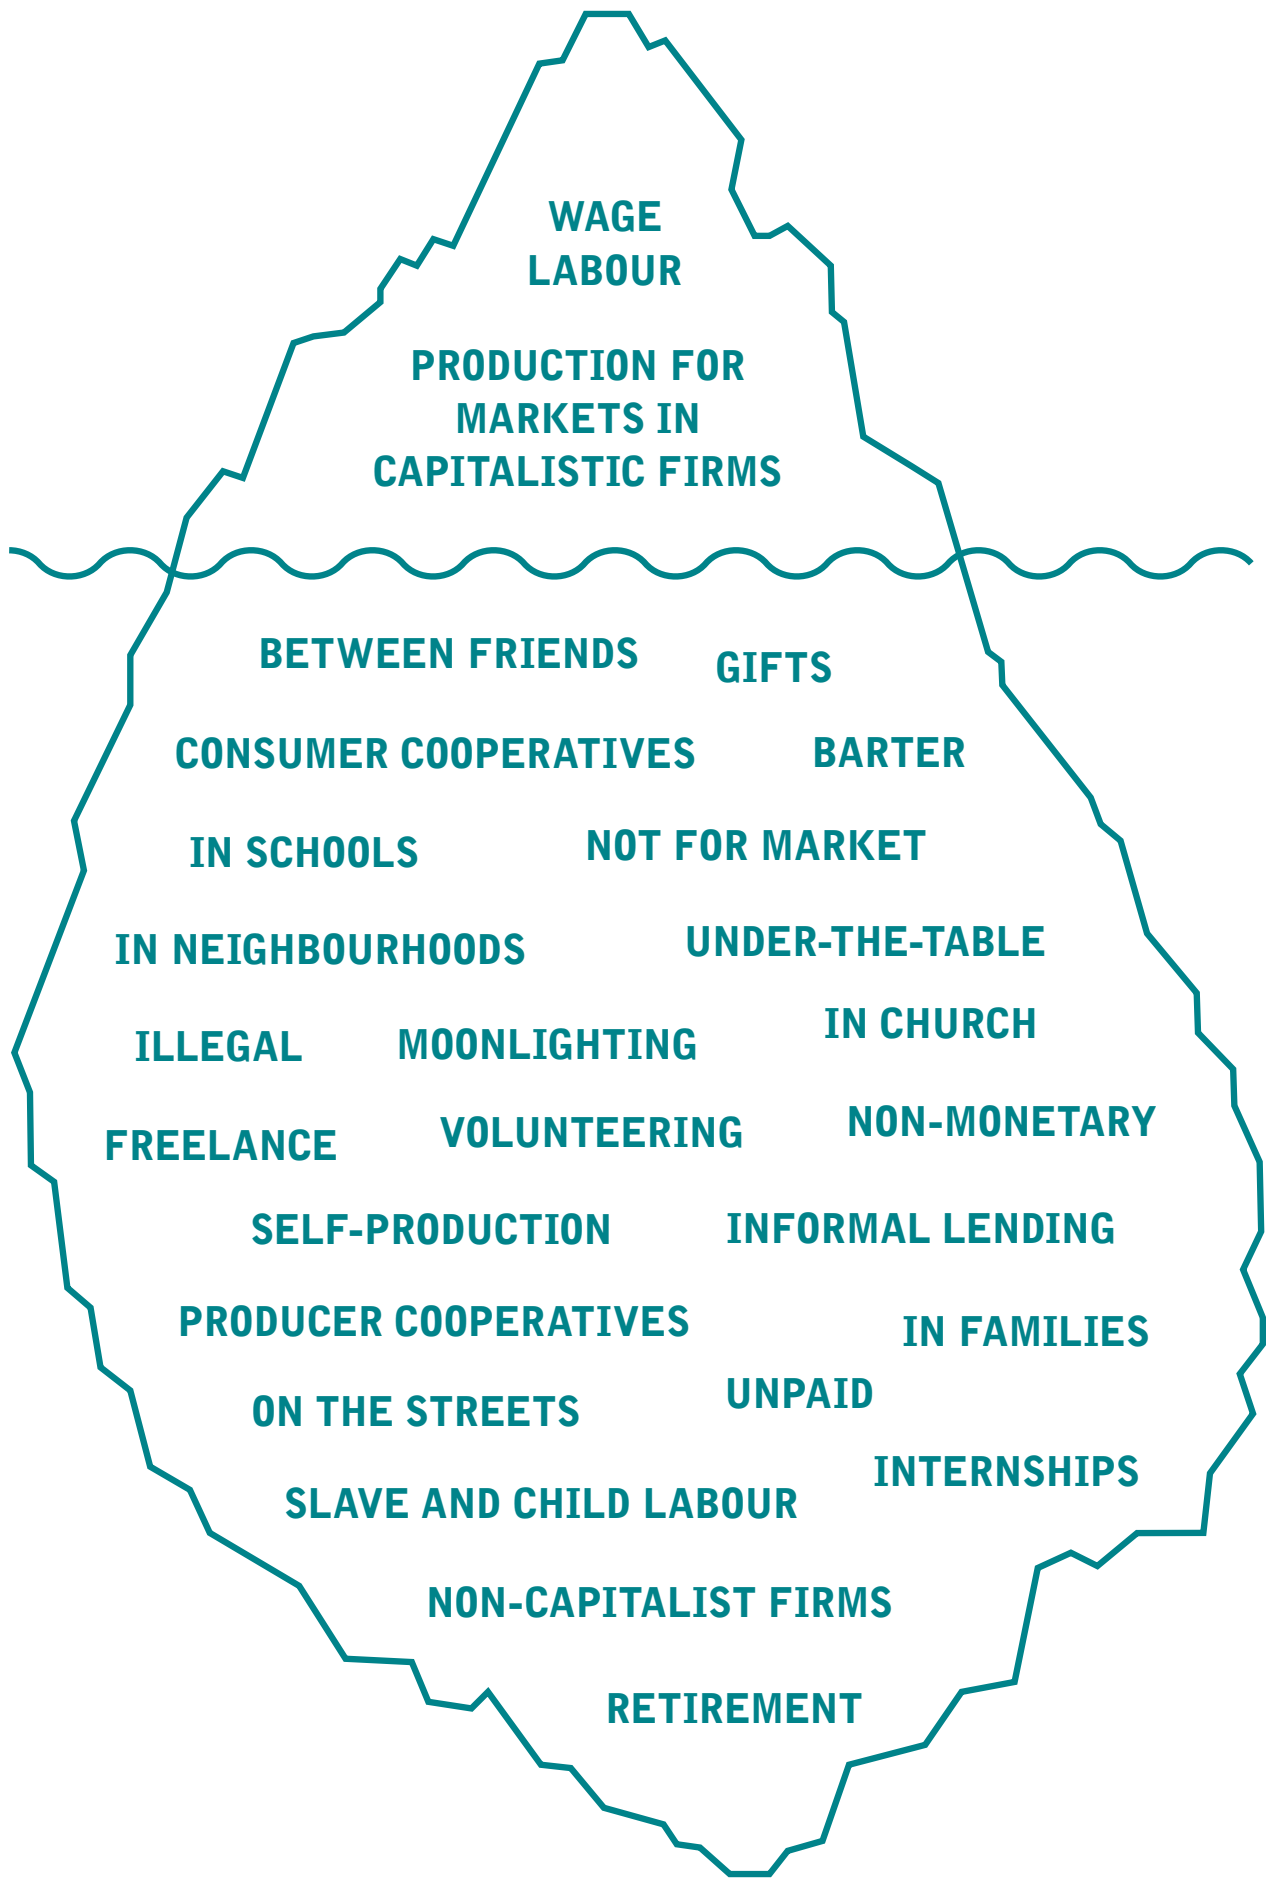 WAGE
LABOUR
PRODUCTION FOR
MARKETS IN
CAPITALISTIC FIRMS
BETWEEN FRIENDS
GIFTS
CONSUMER COOPERATIVES
BARTER
IN SCHOOLS
NOT FOR MARKET
IN NEIGHBOURHOODS
UNDER-THE-TABLE
ILLEGAL
MOONLIGHTING
IN CHURCH
FREELANCE
VOLUNTEERING
NON-MONETARY
SELF-PRODUCTION
INFORMAL LENDING
PRODUCER COOPERATIVES
IN FAMILIES
ON THE STREETS
UNPAID
SLAVE AND CHILD LABOUR
INTERNSHIPS
NON-CAPITALIST FIRMS
RETIREMENT